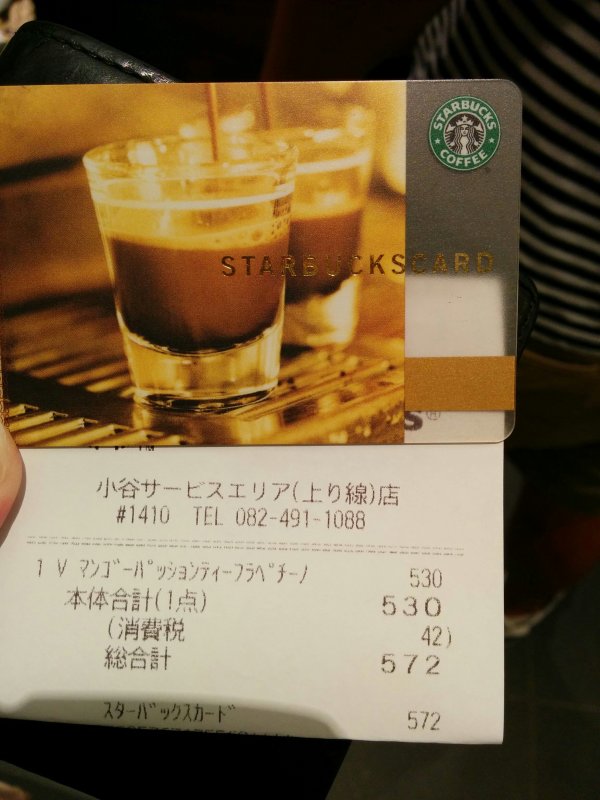 STARBUCKS
COFFEE
STARBUCKSCARD
小谷サービスエリア(上り線)店
#1410 TEL 082-491-1088
1 V ﾏﾝｺﾞｰﾊﾟｯｼｮﾝﾃｨｰﾌﾗﾍﾟﾁｰﾉ 530
本体合計(1点) 530
(消費税 42)
総合計 572
ｽﾀｰﾊﾞｯｸｽｶｰﾄﾞ 572